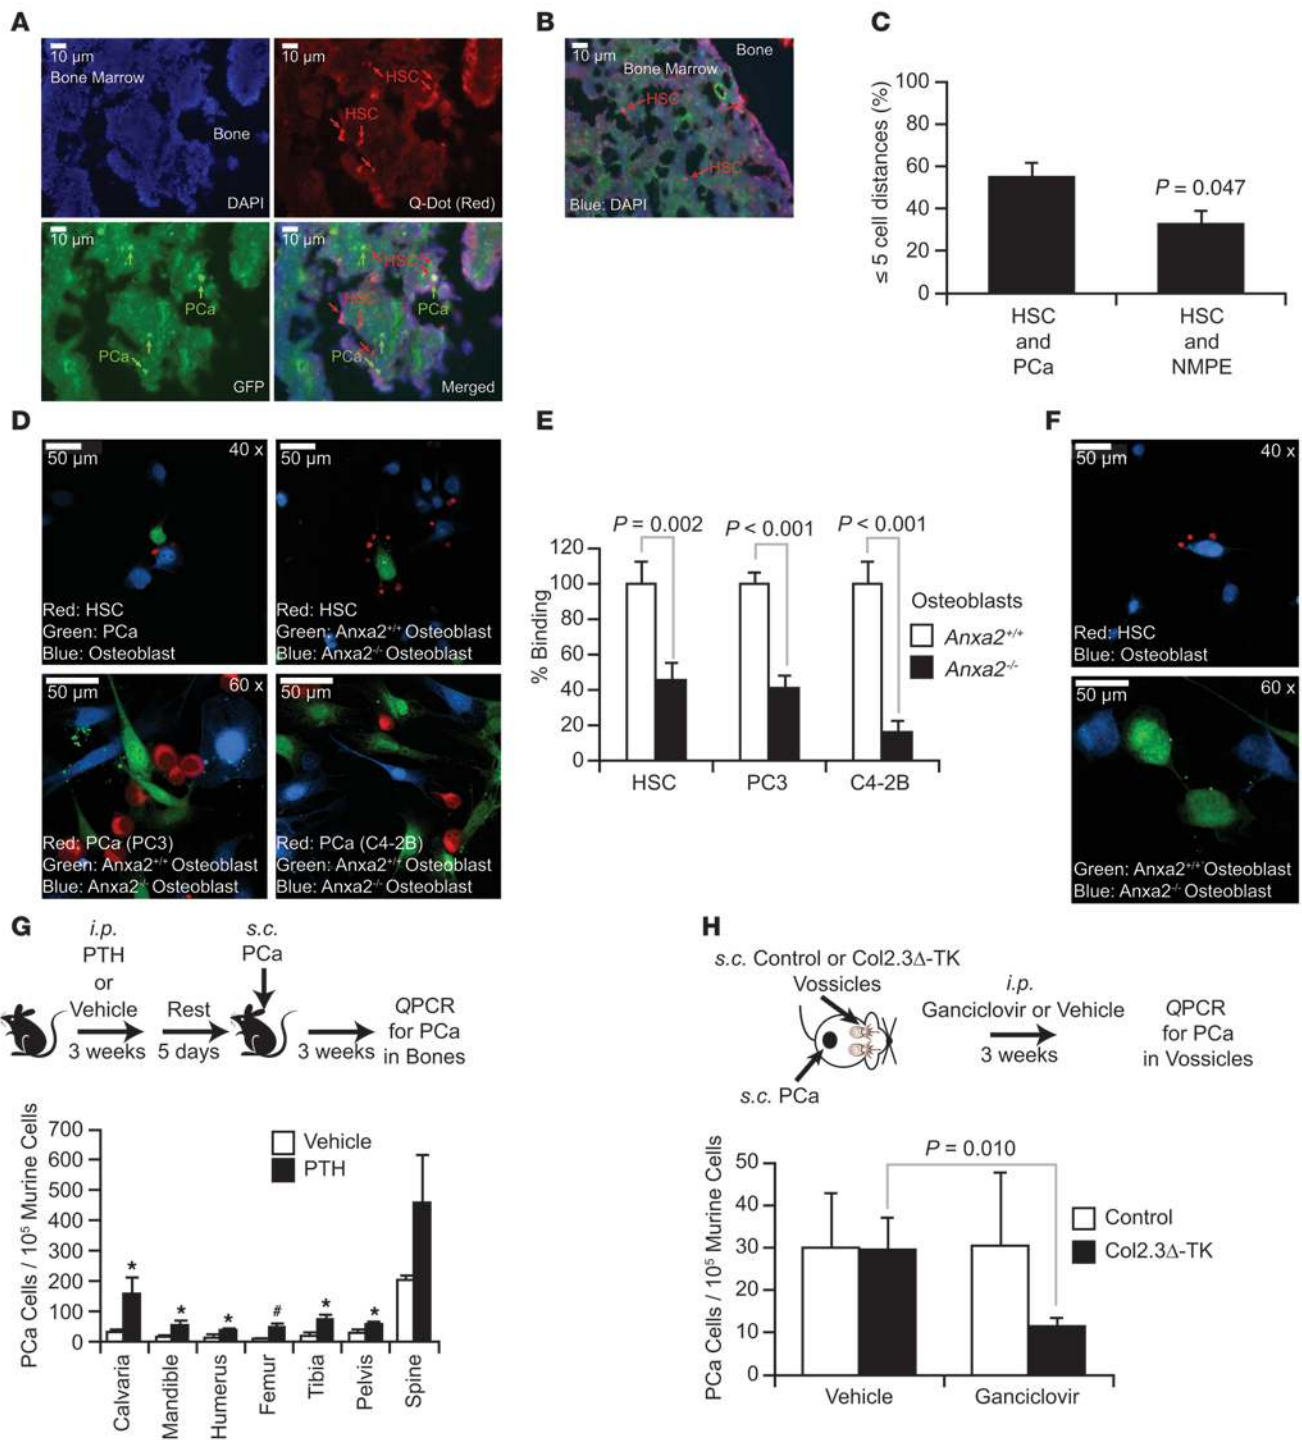 A
10 µm
Bone Marrow
Bone
DAPI
10 µm
HSC
HSC
Q-Dot (Red)
10 µm
PCa
PCa
GFP
10 µm
HSC
HSC
PCa
PCa
Merged
B
10 µm
Bone
Bone Marrow
HSC
HSC
Blue: DAPI
C
≤ 5 cell distances (%)
100
80
60
40
20
0
P = 0.047
HSC
and
PCa
HSC
and
NMPE
D
50 µm
40 x
Red: HSC
Green: PCa
Blue: Osteoblast
50 µm
Red: HSC
Green: Anxa2+/+ Osteoblast
Blue: Anxa2-/- Osteoblast
50 µm
60 x
Red: PCa (PC3)
Green: Anxa2+/+ Osteoblast
Blue: Anxa2-/- Osteoblast
50 µm
Red: PCa (C4-2B)
Green: Anxa2+/+ Osteoblast
Blue: Anxa2-/- Osteoblast
E
P = 0.002
P < 0.001
P < 0.001
% Binding
120
100
80
60
40
20
0
HSC
PC3
C4-2B
Osteoblasts
Anxa2+/+
Anxa2-/-
F
50 µm
40 x
Red: HSC
Blue: Osteoblast
50 µm
60 x
Green: Anxa2+/+ Osteoblast
Blue: Anxa2-/- Osteoblast
G
i.p.
PTH
or
Vehicle
3 weeks
Rest
5 days
s.c.
PCa
3 weeks
QPCR
for PCa
in Bones
PCa Cells / 10⁵ Murine Cells
700
600
500
400
300
200
100
0
Vehicle
PTH
*
*
*
#
*
*
Calvaria
Mandible
Humerus
Femur
Tibia
Pelvis
Spine
H
s.c. Control or Col2.3Δ-TK
Vossicles
s.c. PCa
i.p.
Ganciclovir or Vehicle
3 weeks
QPCR
for PCa
in Vossicles
PCa Cells / 10⁵ Murine Cells
50
40
30
20
10
0
P = 0.010
Control
Col2.3Δ-TK
Vehicle
Ganciclovir